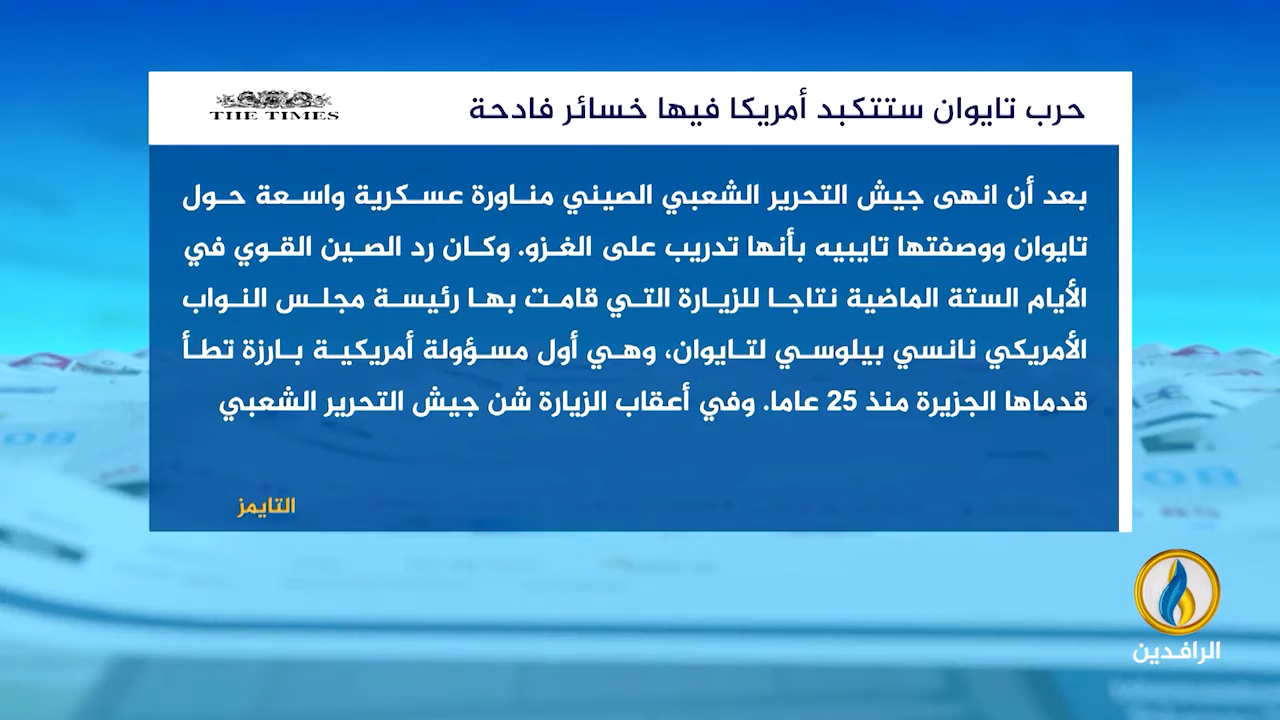 حرب تايوان ستتكبد أمريكا فيها خسائر فادحة
THE TIMES
بعد أن انهى جيش التحرير الشعبي الصيني مناورة عسكرية واسعة حول
تايوان ووصفتها تايبيه بأنها تدريب على الغزو. وكان رد الصين القوي في
الأيام الستة الماضية نتاجا للزيارة التي قامت بها رئيسة مجلس النواب
الأمريكي نانسي بيلوسي لتايوان، وهي أول مسؤولة أمريكية بارزة تطأ
قدماها الجزيرة منذ 25 عاما. وفي أعقاب الزيارة شن جيش التحرير الشعبي
التايمز
الرافدين